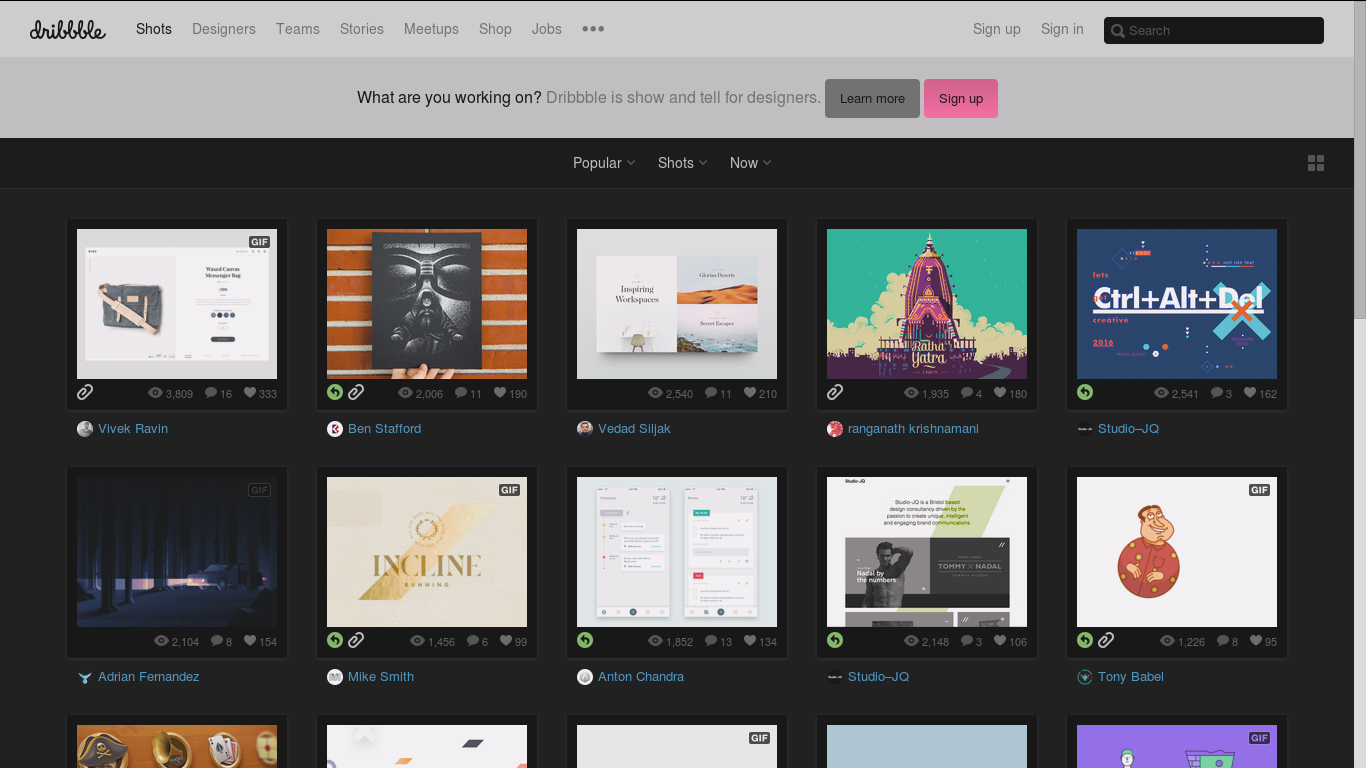 dribbble Shots Designers Teams Stories Meetups Shop Jobs ••• Sign up Sign in Search
What are you working on? Dribbble is show and tell for designers. Learn more Sign up
Popular Shots Now
GIF
Waxed Canvas
Messenger Bag
Inspiring
Workspaces
Glorius Deserts
Secret Escapes
Ratha
Yatra
lets
Ctrl+Alt+Del
creative
2016
3,809 16 333
2,006 11 190
2,540 11 210
1,935 4 180
2,541 3 162
Vivek Ravin
Ben Stafford
Vedad Siljak
ranganath krishnamani
Studio–JQ
GIF
GIF
INCLINE
RUNNING
Studio-JQ
Studio-JQ is a Bristol based
design consultancy driven by the
passion to create unique, intelligent
and engaging brand communications.
Nadal by
the numbers
TOMMY X NADAL
GIF
2,104 8 154
1,456 6 99
1,852 13 134
2,148 3 106
1,226 8 95
Adrian Fernandez
Mike Smith
Anton Chandra
Studio–JQ
Tony Babel
GIF
GIF